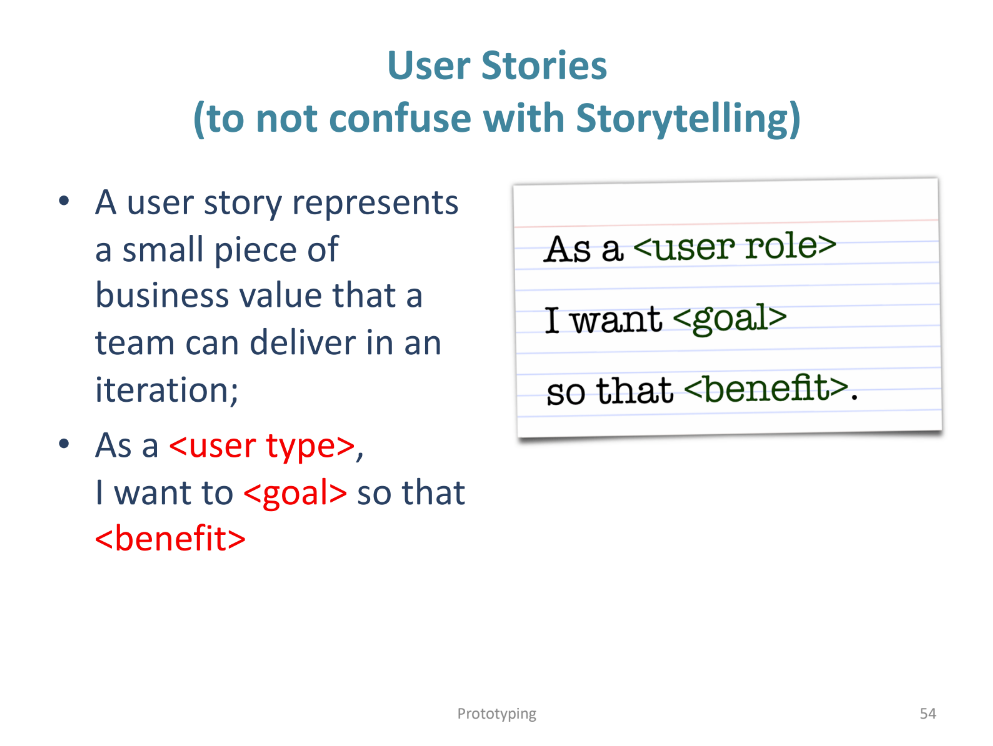 User Stories
(to not confuse with Storytelling)
• A user story represents
a small piece of
business value that a
team can deliver in an
iteration;
• As a <user type>,
I want to <goal> so that
<benefit>
As a <user role>
I want <goal>
so that <benefit>.
Prototyping
54